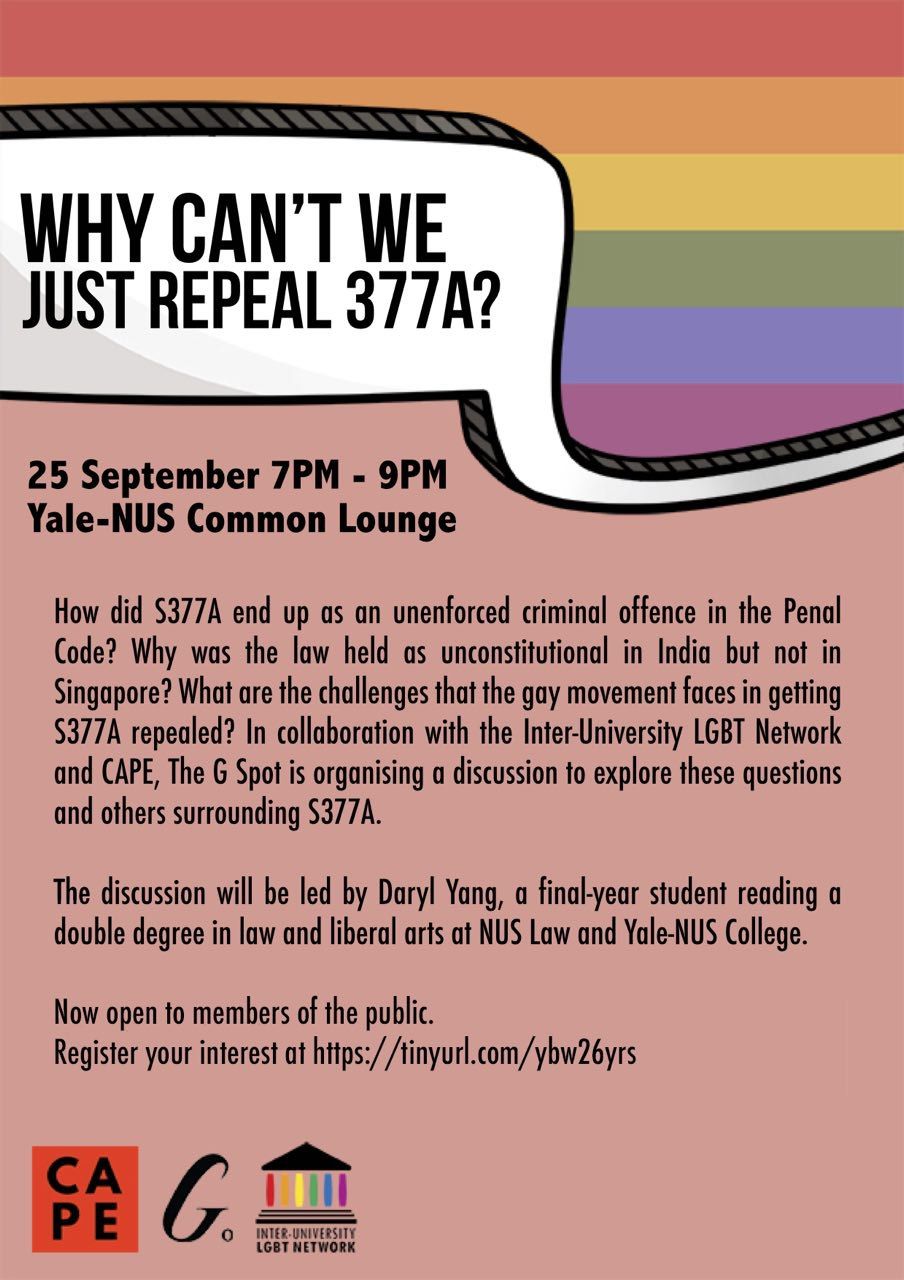 WHY CAN'T WE
JUST REPEAL 377A?
25 September 7PM - 9PM
Yale-NUS Common Lounge
How did S377A end up as an unenforced criminal offence in the Penal
Code? Why was the law held as unconstitutional in India but not in
Singapore? What are the challenges that the gay movement faces in getting
S377A repealed? In collaboration with the Inter-University LGBT Network
and CAPE, The G Spot is organising a discussion to explore these questions
and others surrounding S377A.
The discussion will be led by Daryl Yang, a final-year student reading a
double degree in law and liberal arts at NUS Law and Yale-NUS College.
Now open to members of the public.
Register your interest at https://tinyurl.com/ybw26yrs
CA
PE
G.
INTER-UNIVERSITY
LGBT NETWORK